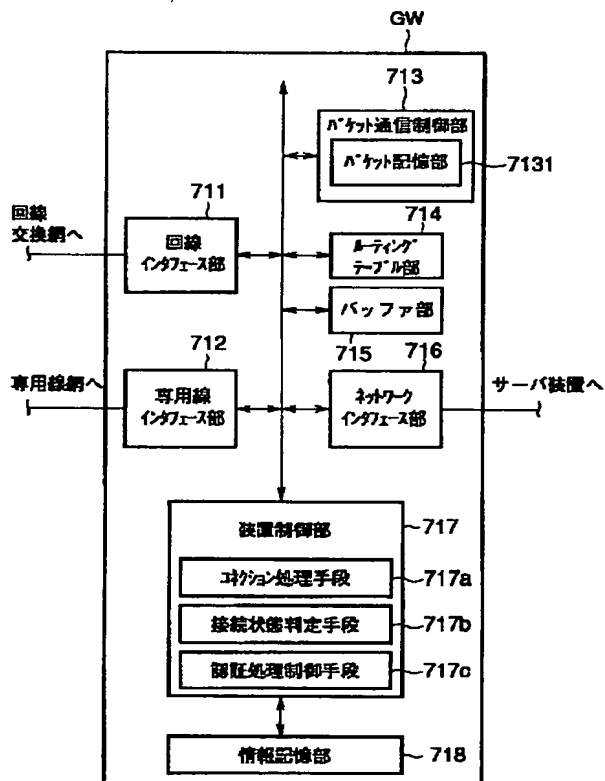 GW
713
パケット通信制御部
パケット記憶部
7131
711
回線
交換網へ
回線
インタフェース部
714
ルーティング
テーブル部
バッファ部
715
712
716
専用線網へ
専用線
インタフェース部
ネットワーク
インタフェース部
サーバ装置へ
装置制御部
717
コネクション処理手段
717a
接続状態判定手段
717b
認証処理制御手段
717c
情報記憶部
718